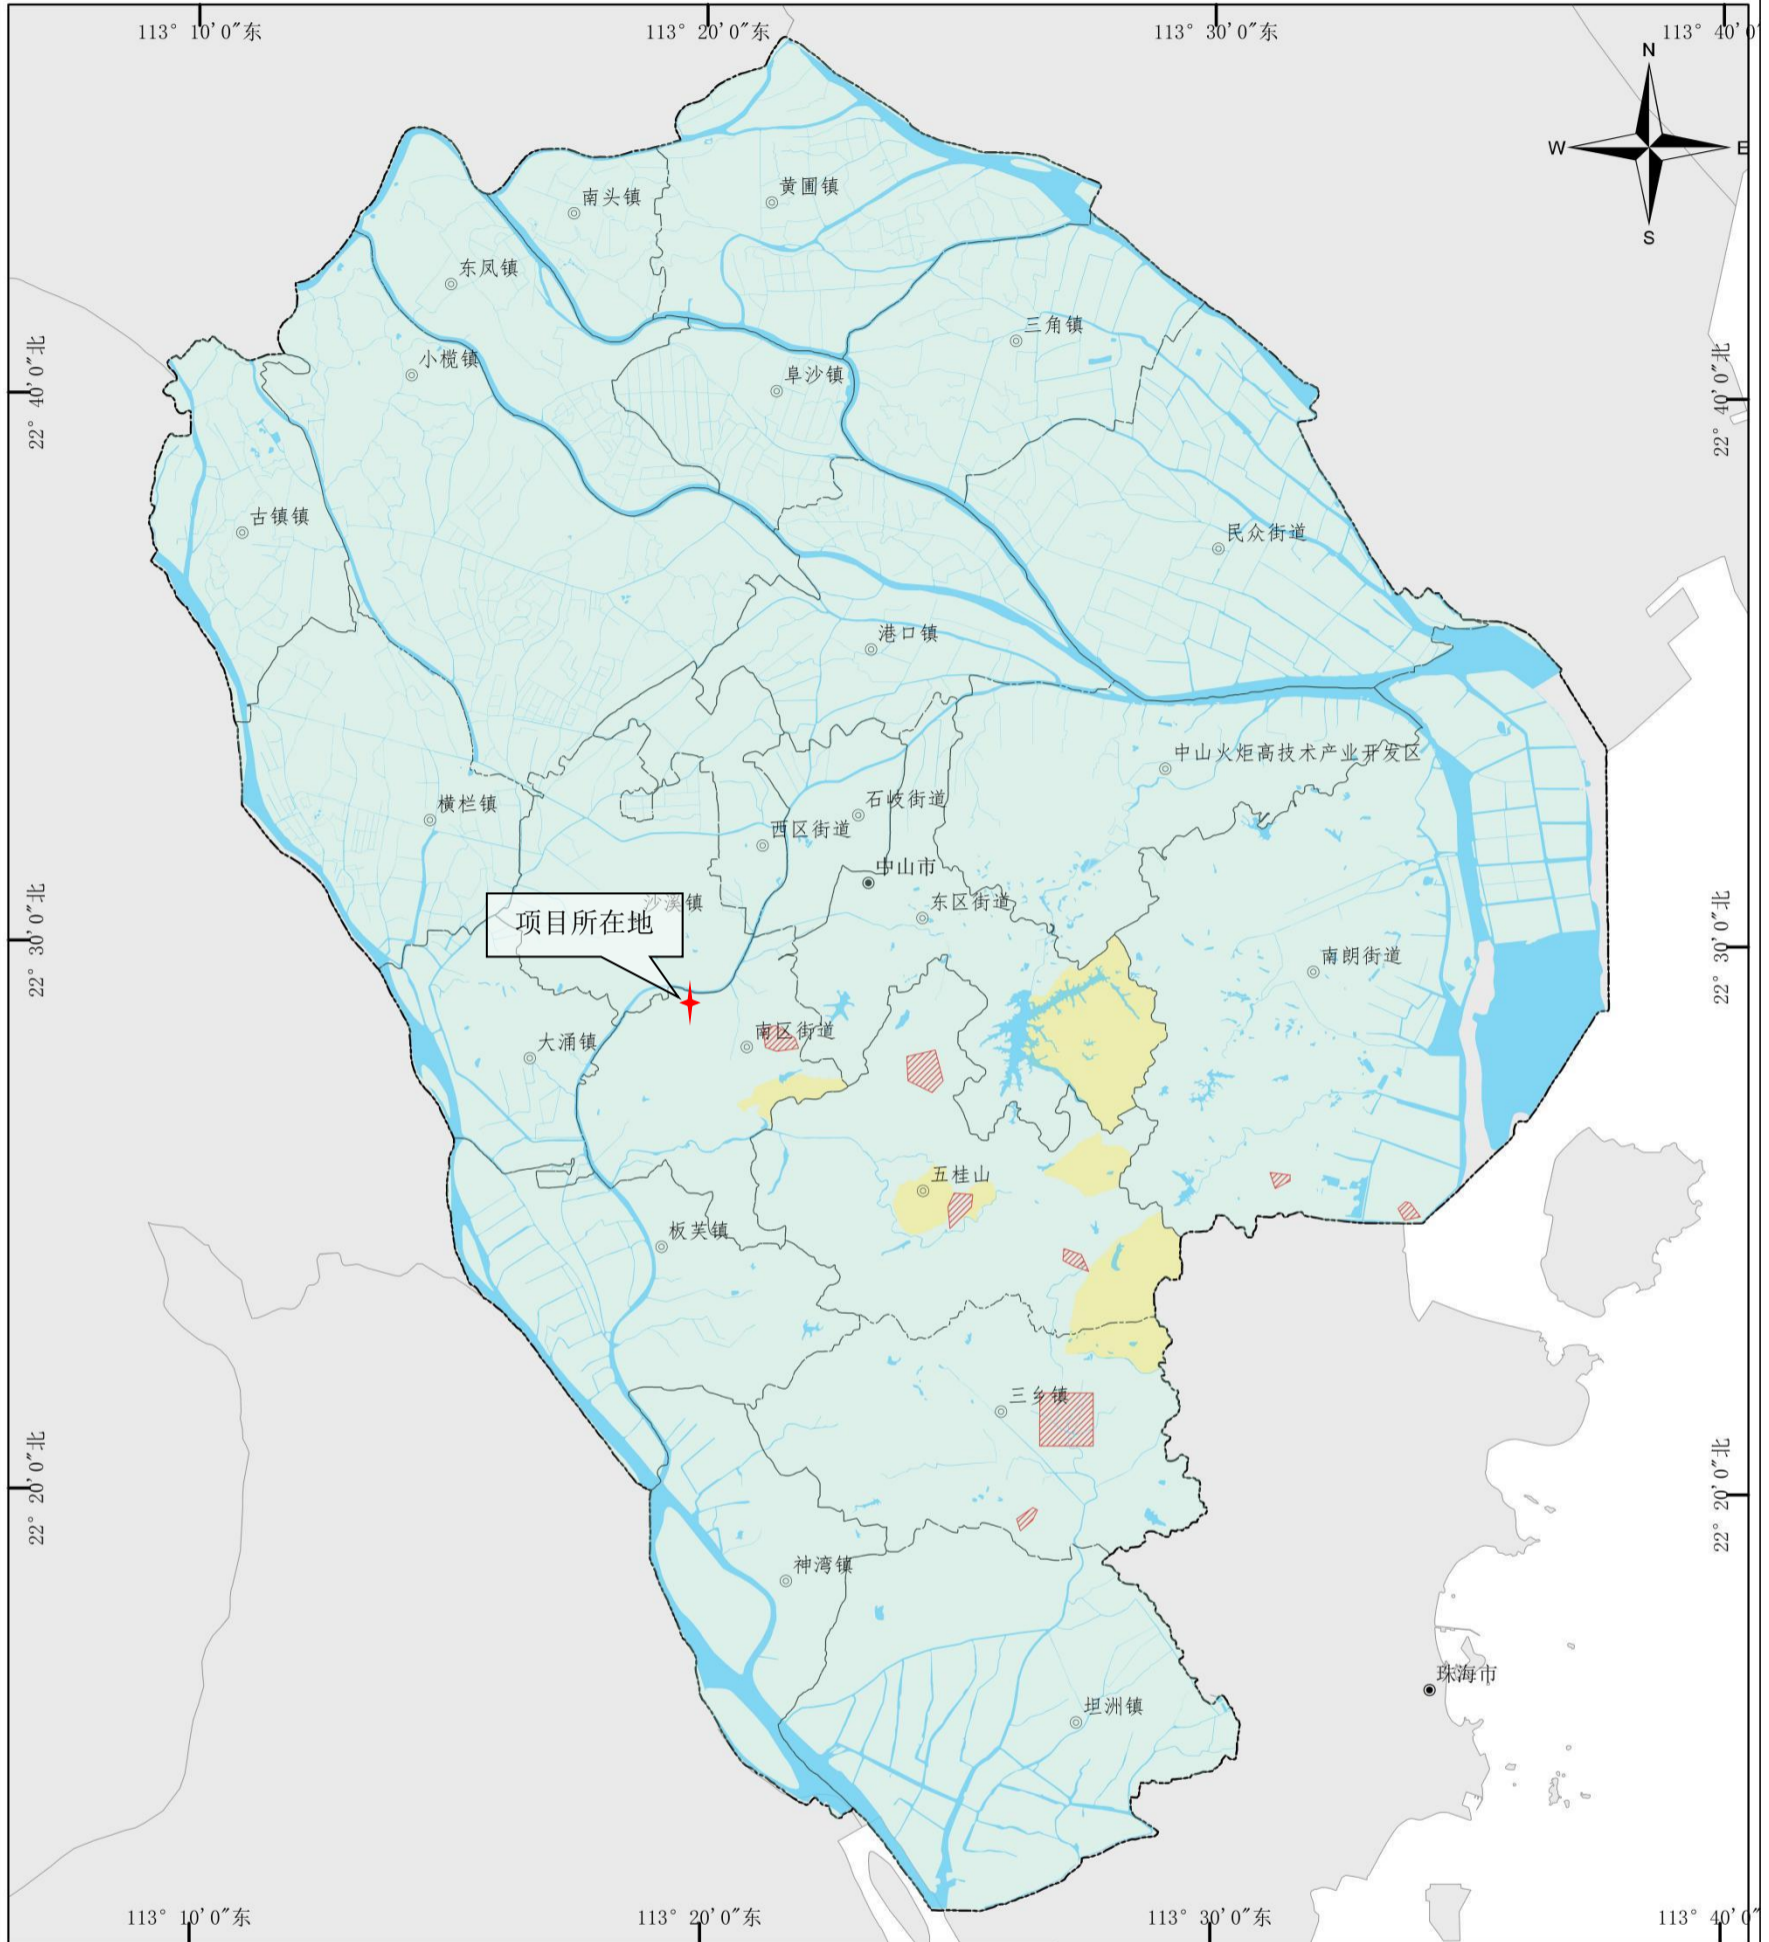 113° 10'0"东
113° 20'0"东
113° 30'0"东
113° 40'0"
N
W
E
S
黄圃镇
南头镇
东凤镇
三角镇
小榄镇
阜沙镇
22° 40'0"北
22° 40'0"北
古镇镇
民众街道
港口镇
中山火炬高技术产业开发区
横栏镇
石岐街道
西区街道
中山市
沙溪镇
东区街道
项目所在地
22° 30'0"北
22° 30'0"北
南朗街道
大涌镇
南区街道
五桂山
板芙镇
三乡镇
22° 20'0"北
22° 20'0"北
神湾镇
珠海市
坦洲镇
113° 10'0"东
113° 20'0"东
113° 30'0"东
113° 40'0"